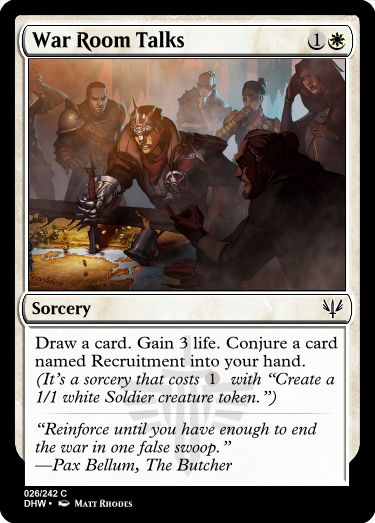 War Room Talks 1
Sorcery
Draw a card. Gain 3 life. Conjure a card
named Recruitment into your hand.
(It's a sorcery that costs 1 with “Create a
1/1 white Soldier creature token.”)
“Reinforce until you have enough to end
the war in one false swoop.”
—Pax Bellum, The Butcher
026/242 C
DHW • Matt Rhodes